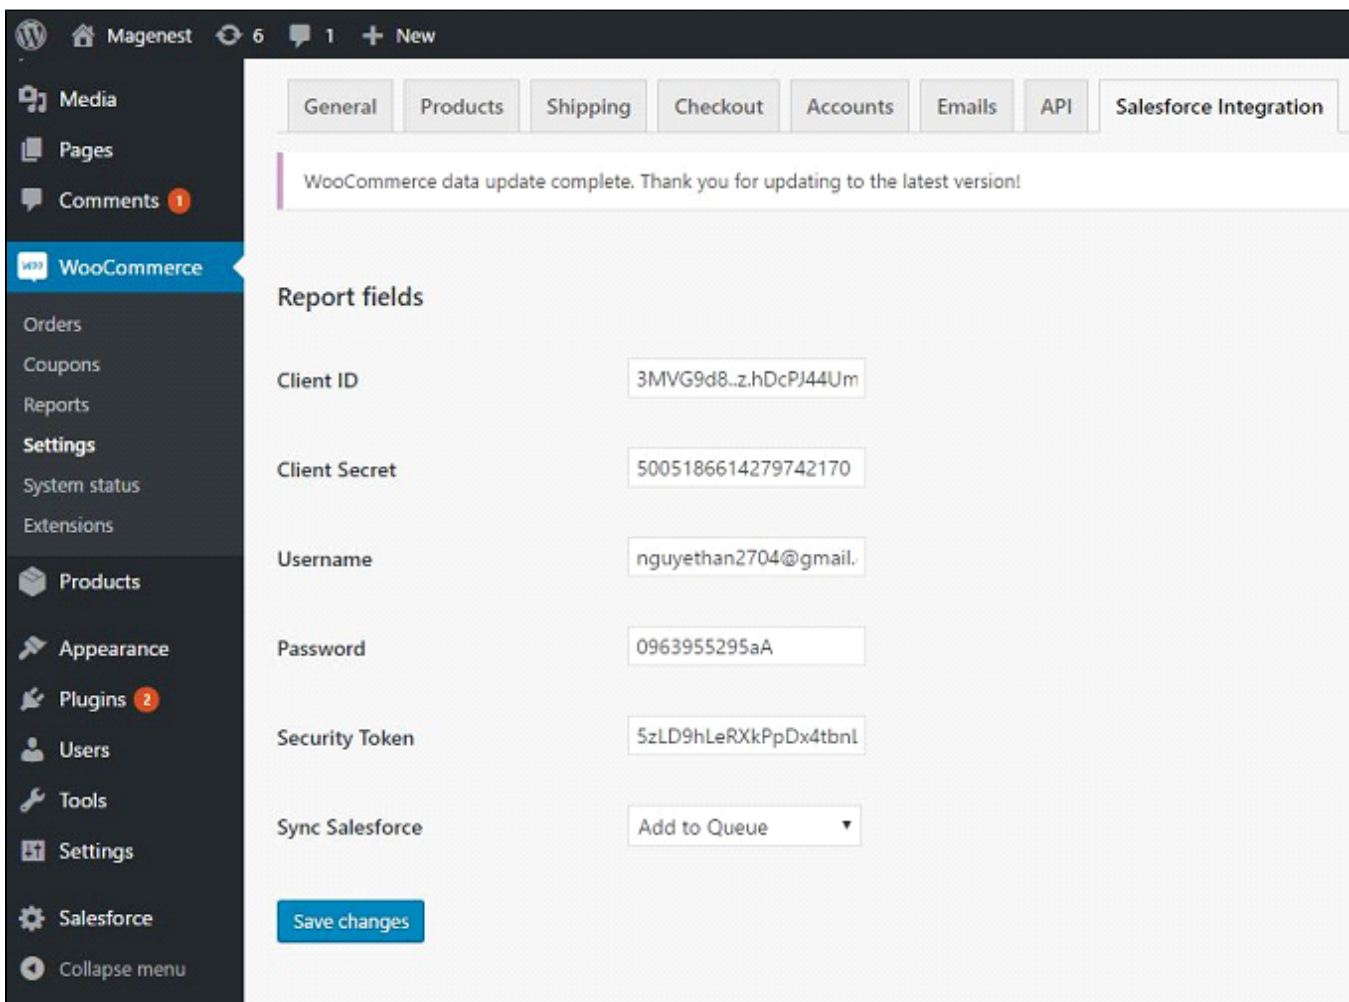 Magenest 6 1 New
Media
Pages
Comments 1
WooCommerce
Orders
Coupons
Reports
Settings
System status
Extensions
Products
Appearance
Plugins 2
Users
Tools
Settings
Salesforce
Collapse menu
General Products Shipping Checkout Accounts Emails API Salesforce Integration
WooCommerce data update complete. Thank you for updating to the latest version!
Report fields
Client ID 3MVG9d8..z.hDcPJ44Um
Client Secret 5005186614279742170
Username nguyethan2704@gmail.
Password 0963955295aA
Security Token 5zLD9hLeRXkPpDx4tbnL
Sync Salesforce Add to Queue
Save changes